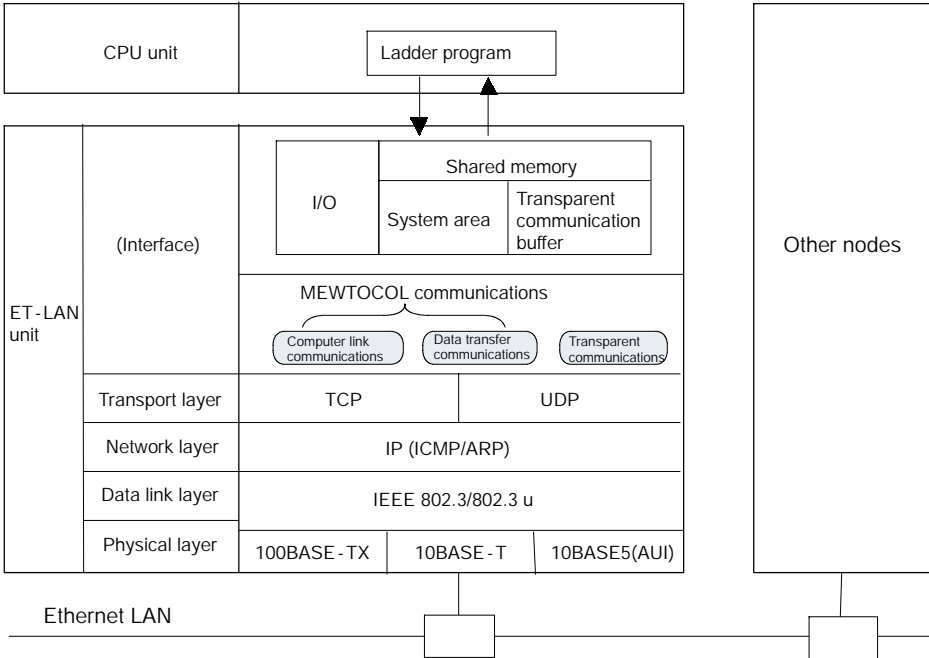 CPU unit
Ladder program
ET-LAN
unit
(Interface)
I/O
Shared memory
System area
Transparent
communication
buffer
Other nodes
MEWTOCOL communications
Computer link
communications
Data transfer
communications
Transparent
communications
Transport layer
TCP
UDP
Network layer
IP (ICMP/ARP)
Data link layer
IEEE 802.3/802.3 u
Physical layer
100BASE-TX
10BASE-T
10BASE5(AUI)
Ethernet LAN